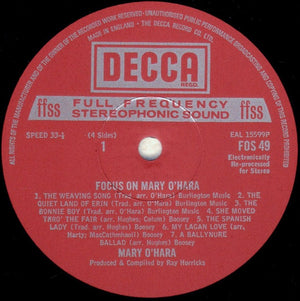 ALL RIGHTS OF THE MANUFACTURER AND OF THE OWNER OF THE RECORDED WORK RESERVED · UNAUTHORISED PUBLIC PERFORMANCE BROADCASTING AND COPYING OF THIS RECORD PROHIBITED
MADE IN ENGLAND · THE DECCA RECORD CO. LTD.
DECCA
REGD.
ffss
FULL FREQUENCY
STEREOPHONIC SOUND
ffss
SPEED 33⅓
(4 Sides)
1
EAL 15599P
FOS 49
Electronically
Re-processed
for Stereo
FOCUS ON MARY O'HARA
1. THE WEAVING SONG (Trad. arr. O'Hara) Burlington Music 2. THE
QUIET LAND OF ERIN (Trad. arr. O'Hara) Burlington Music 3. THE
BONNIE BOY (Trad. arr. O'Hara) Burlington Music 4. SHE MOVED
THRO' THE FAIR (arr. Hughes; Colum) Boosey 5. THE SPANISH
LADY (Trad. arr. Hughes) Boosey 6. MY LAGAN LOVE (arr.
Harty; MacCathmhaoil) Boosey 7. A BALLYNURE
BALLAD (arr. Hughes) Boosey
MARY O'HARA
Produced & Compiled by Ray Horricks